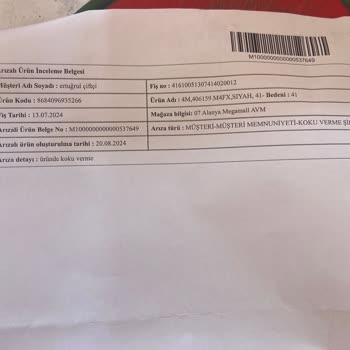 M1000000000000537649
Arızalı Ürün İnceleme Belgesi
Müşteri Adı Soyadı : ertuğrul çiftçi
Fiş no : 41610051307414020012
Ürün Kodu : 8684096935266
Ürün Adı : 4M,406159.M4FX,SİYAH, 41- Bedeni : 41
Fiş Tarihi : 13.07.2024
Mağaza bilgisi : 07 Alanya Megamall AVM
Arızalı Ürün Belge No : M1000000000000537649
Arıza türü : MÜŞTERİ-MÜŞTERİ MEMNUNİYETİ-KOKU VERME
Arızalı ürün oluşturulma tarihi : 20.08.2024
Arıza detayı : üründe koku verme